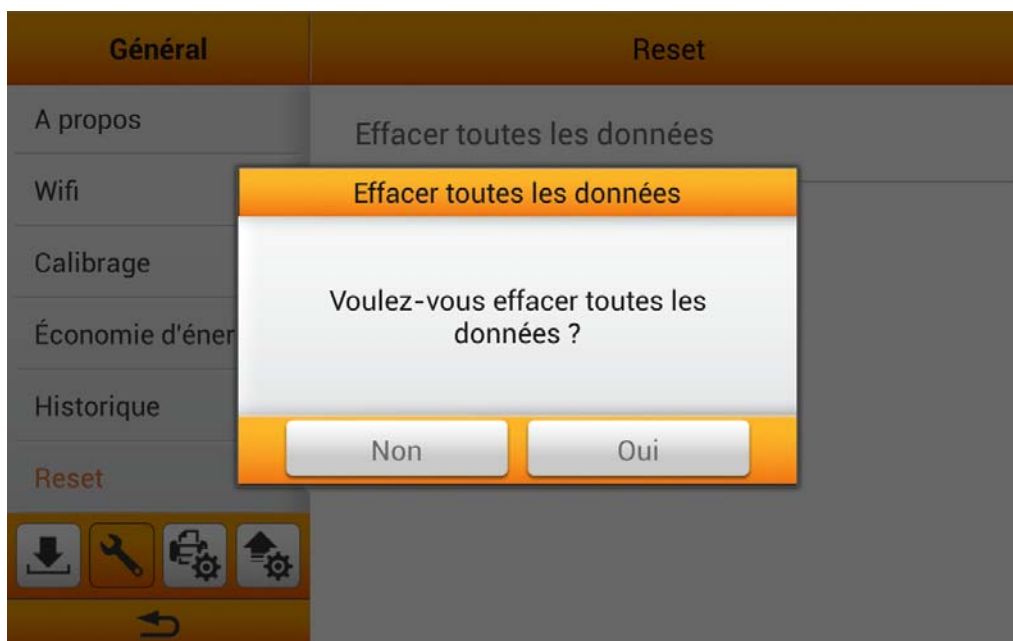 Général
Reset
A propos
Effacer toutes les données
Wifi
Calibrage
Économie d'éner
Historique
Reset
Effacer toutes les données
Voulez-vous effacer toutes les
données ?
Non
Oui